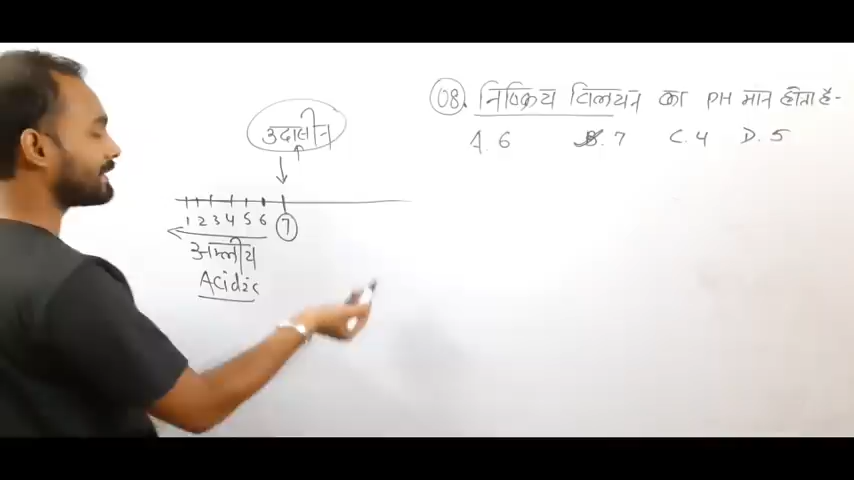 08. निष्क्रिय विलयन का PH मान होता है-
A. 6 B. 7 C. 4 D. 5
उदासीन
1 2 3 4 5 6 7
अम्लीय
Acidic